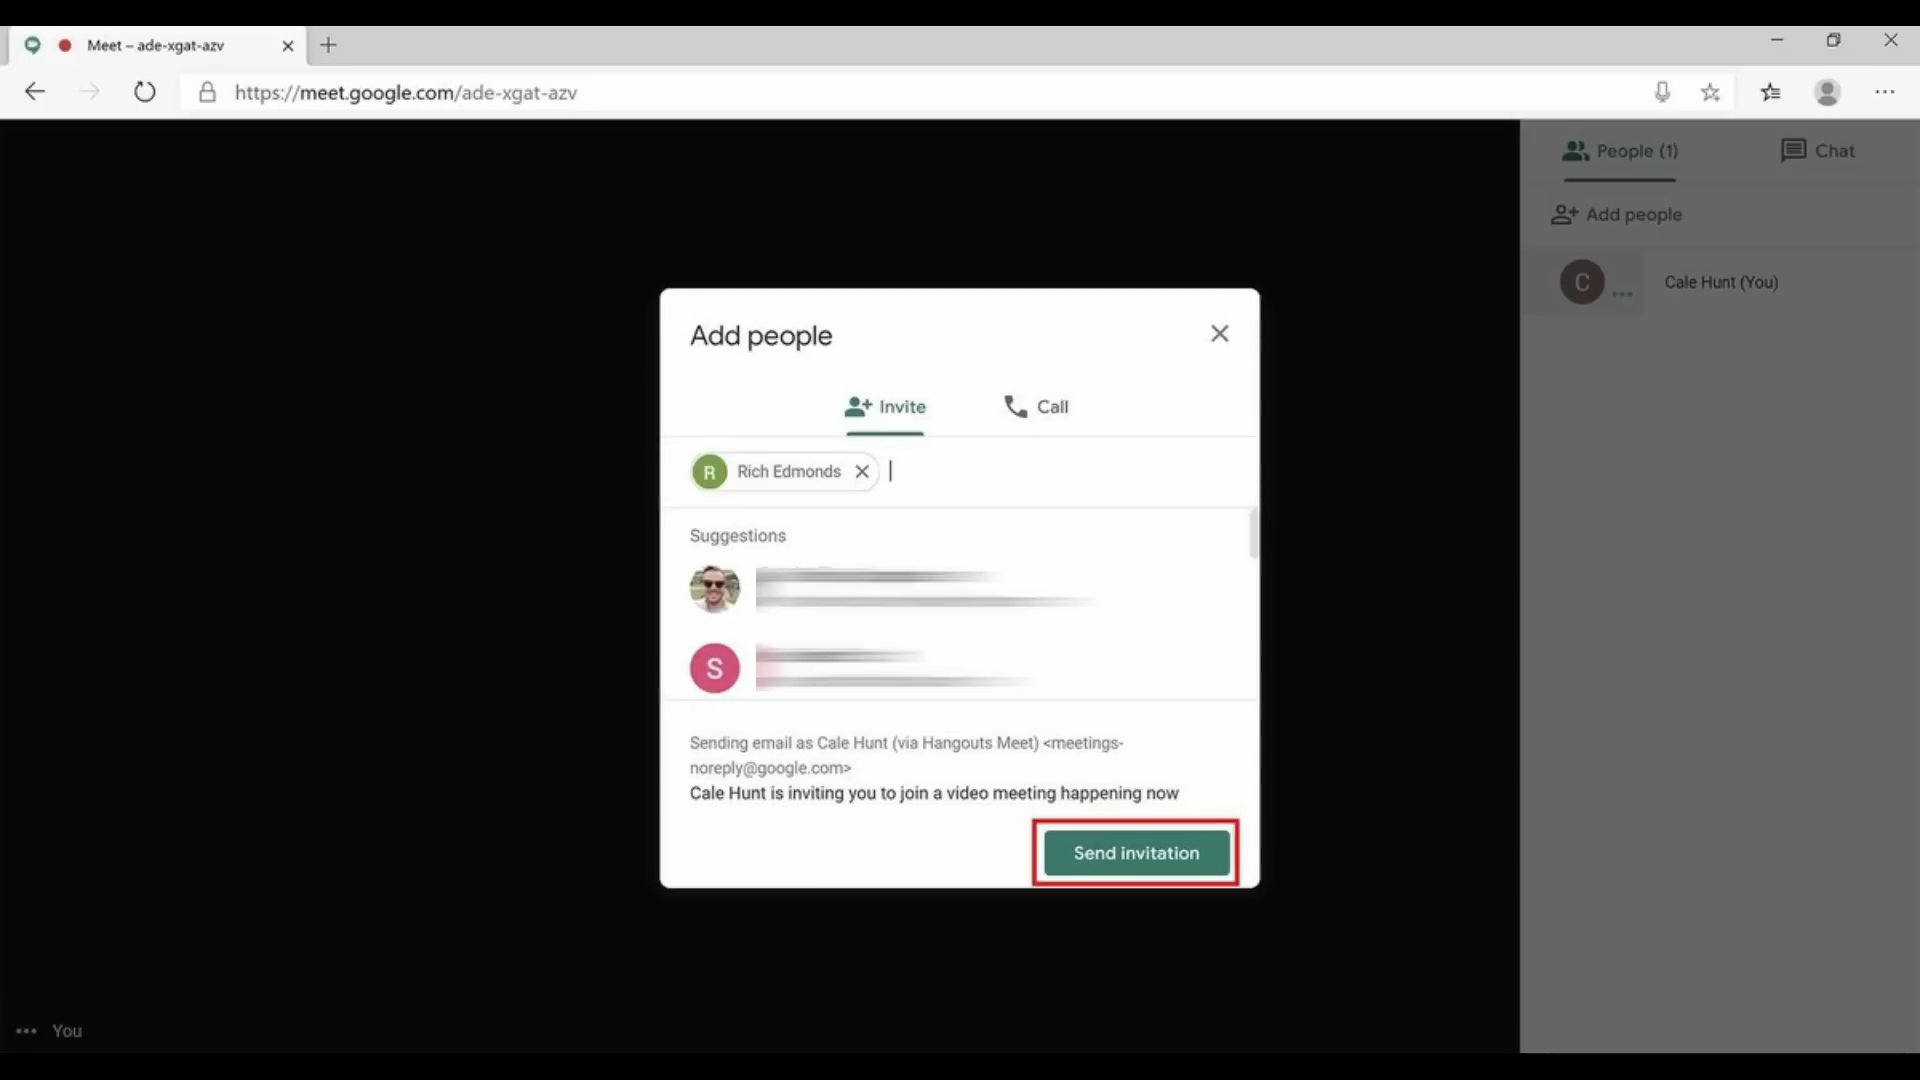 Meet – ade-xgat-azv
https://meet.google.com/ade-xgat-azv
People (1)
Chat
Add people
C
Cale Hunt (You)
Add people
Invite
Call
R Rich Edmonds
Suggestions
S
Sending email as Cale Hunt (via Hangouts Meet) <meetings-
noreply@google.com>
Cale Hunt is inviting you to join a video meeting happening now
Send invitation
You